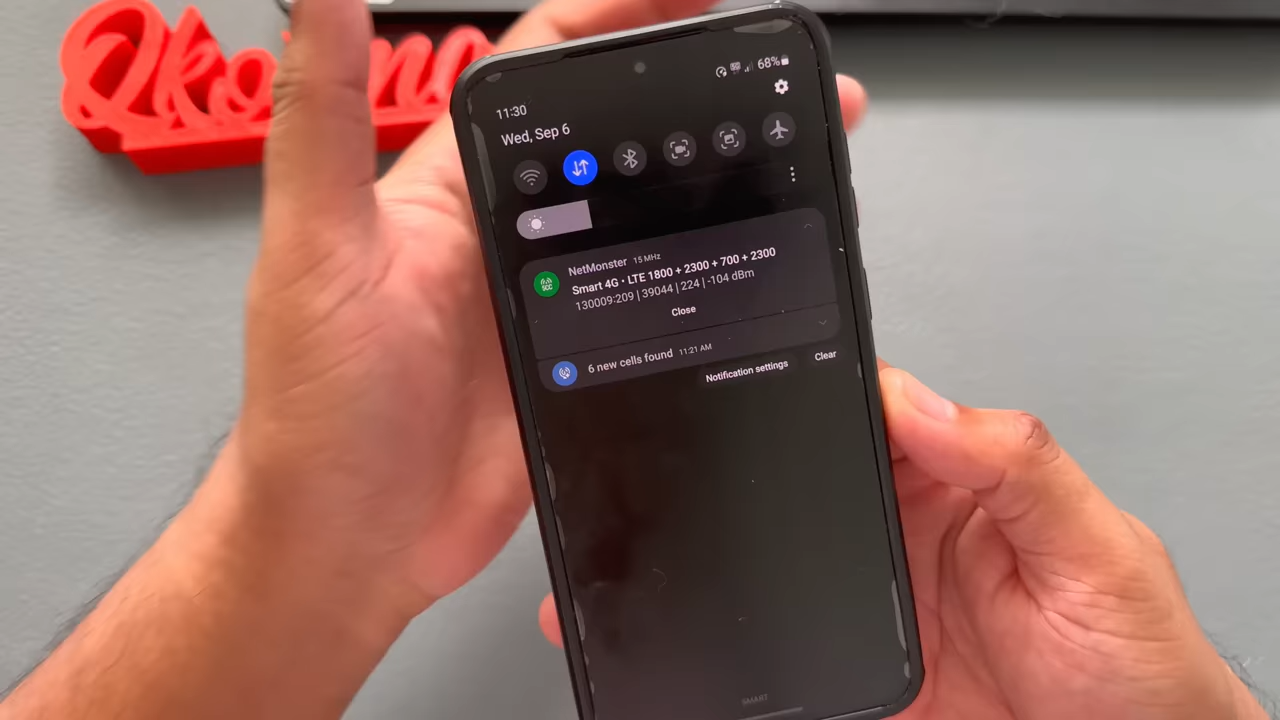 68%
11:30
Wed, Sep 6
NetMonster 15 MHz
Smart 4G • LTE 1800 + 2300 + 700 + 2300
130009:209 | 39044 | 224 | -104 dBm
Close
6 new cells found 11:21 AM
Notification settings Clear
SMART